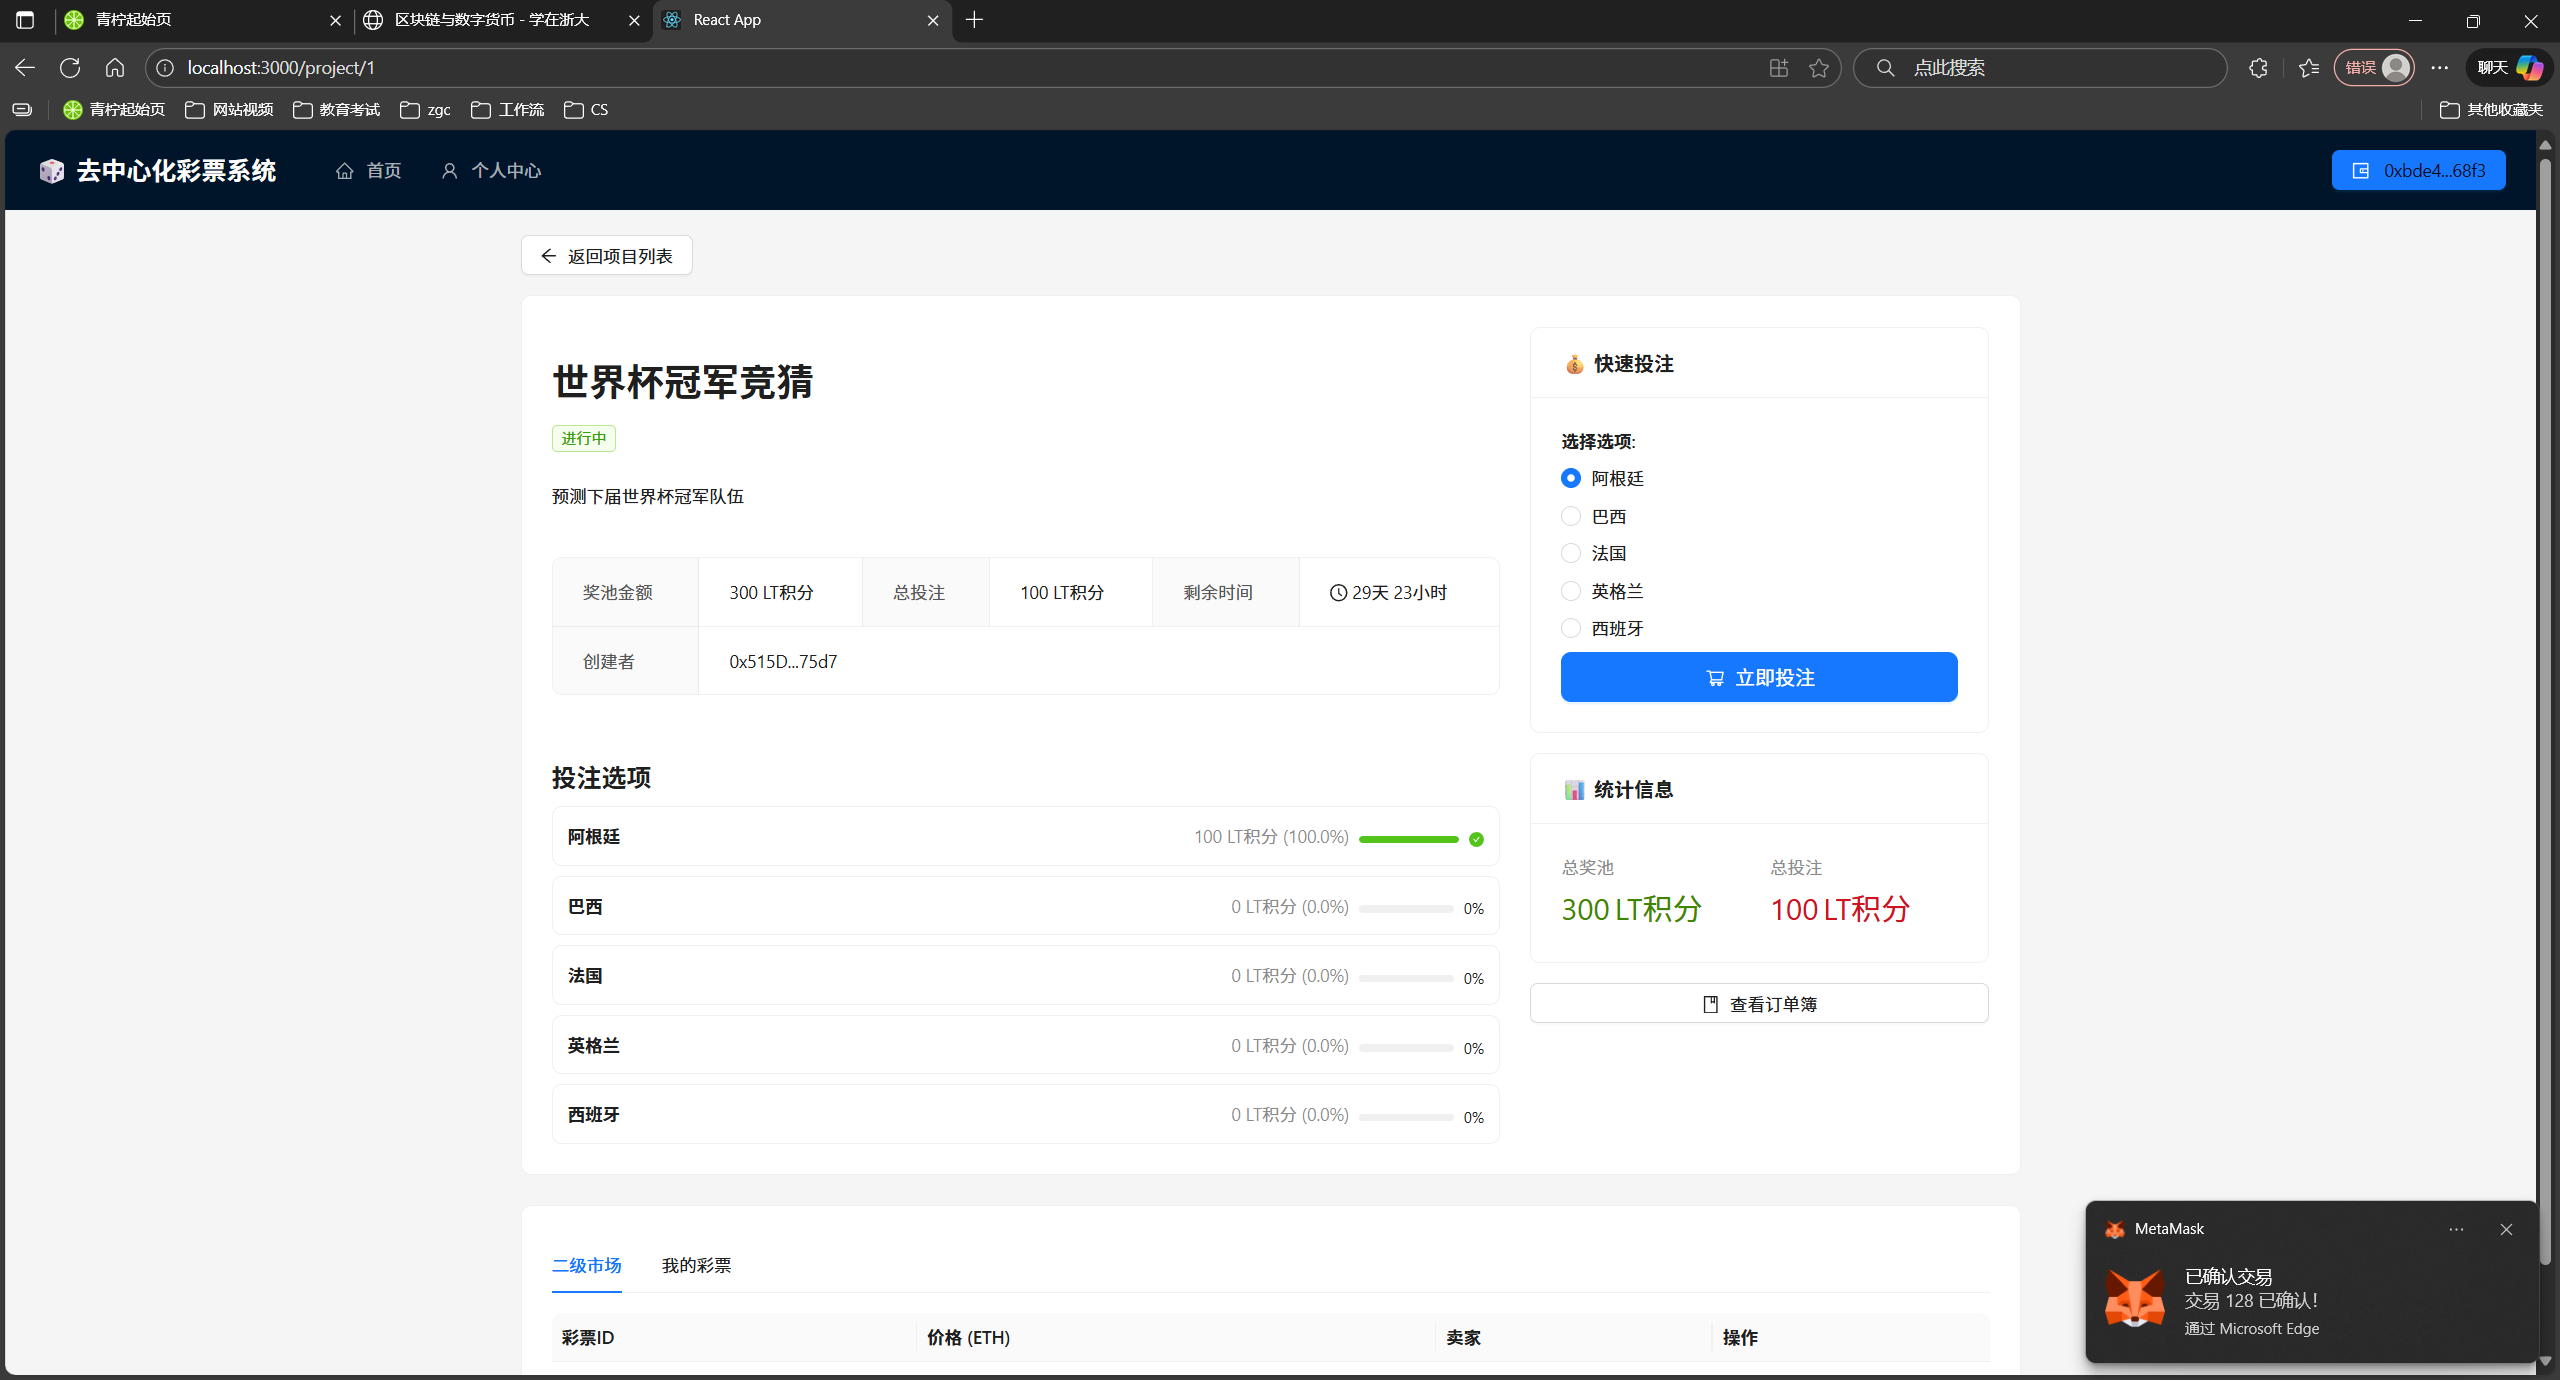 青柠起始页
区块链与数字货币 - 学在浙大
React App
localhost:3000/project/1
点此搜索
错误
聊天
青柠起始页
网站视频
教育考试
zgc
工作流
CS
其他收藏夹
去中心化彩票系统
首页
个人中心
0xbde4...68f3
返回项目列表
世界杯冠军竞猜
进行中
预测下届世界杯冠军队伍
奖池金额
300 LT积分
总投注
100 LT积分
剩余时间
29天 23小时
创建者
0x515D...75d7
投注选项
阿根廷
100 LT积分 (100.0%)
巴西
0 LT积分 (0.0%)
0%
法国
0 LT积分 (0.0%)
0%
英格兰
0 LT积分 (0.0%)
0%
西班牙
0 LT积分 (0.0%)
0%
快速投注
选择选项:
阿根廷
巴西
法国
英格兰
西班牙
立即投注
统计信息
总奖池
总投注
300 LT积分
100 LT积分
查看订单簿
二级市场
我的彩票
彩票ID
价格 (ETH)
卖家
操作
MetaMask
已确认交易
交易 128 已确认!
通过 Microsoft Edge